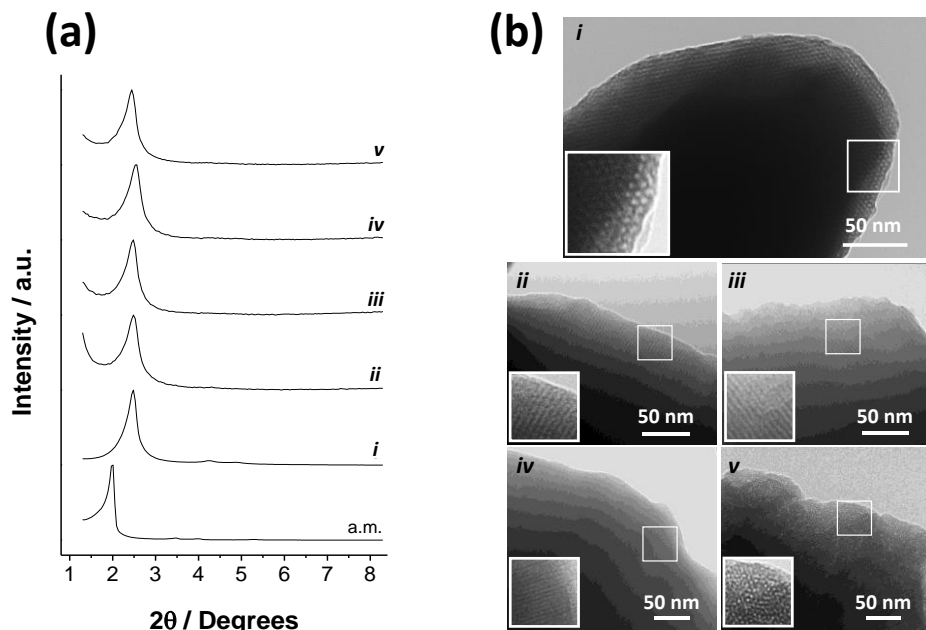 (a)
Intensity / a.u.
v
iv
iii
ii
i
a.m.
1 2 3 4 5 6 7 8
2θ / Degrees
(b)
i
50 nm
ii
50 nm
iii
50 nm
iv
50 nm
v
50 nm